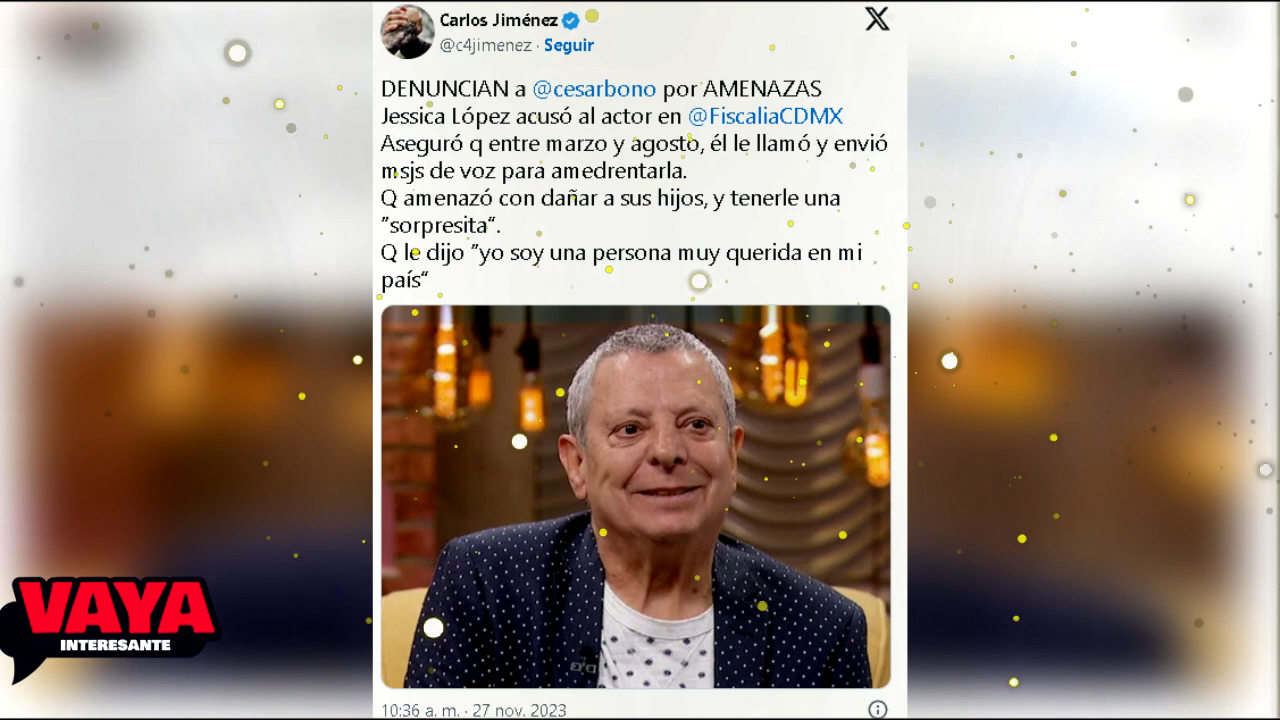 Carlos Jiménez
@c4jimenez · Seguir
DENUNCIAN a @cesarbono por AMENAZAS
Jessica López acusó al actor en @FiscaliaCDMX
Aseguró q entre marzo y agosto, él le llamó y envió
msjs de voz para amedrentarla.
Q amenazó con dañar a sus hijos, y tenerle una
"sorpresita".
Q le dijo "yo soy una persona muy querida en mi
país"
10:36 a. m. · 27 nov. 2023
VAYA
INTERESANTE